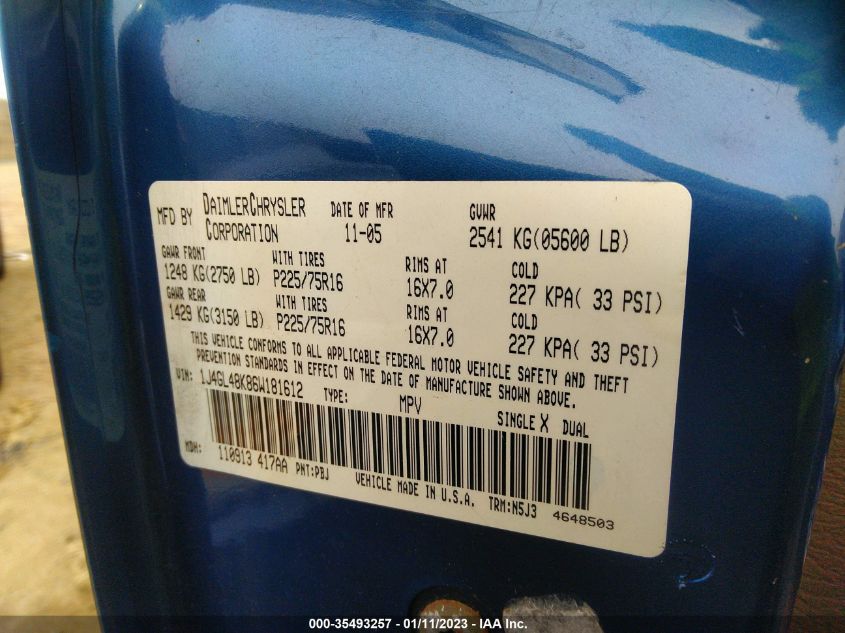 MFD BY DAIMLERCHRYSLER CORPORATION DATE OF MFR 11-05 GVWR 2541 KG(05600 LB)
GAWR FRONT WITH TIRES RIMS AT COLD
1248 KG(2750 LB) P225/75R16 16X7.0 227 KPA( 33 PSI)
GAWR REAR WITH TIRES RIMS AT COLD
1429 KG(3150 LB) P225/75R16 16X7.0 227 KPA( 33 PSI)
THIS VEHICLE CONFORMS TO ALL APPLICABLE FEDERAL MOTOR VEHICLE SAFETY AND THEFT
PREVENTION STANDARDS IN EFFECT ON THE DATE OF MANUFACTURE SHOWN ABOVE.
VIN: 1J4GL48K86W181612 TYPE: MPV SINGLE X DUAL
MDH: 110913 417AA PNT:PBJ VEHICLE MADE IN U.S.A. TRM:N5J3 4648503
000-35493257 - 01/11/2023 - IAA Inc.